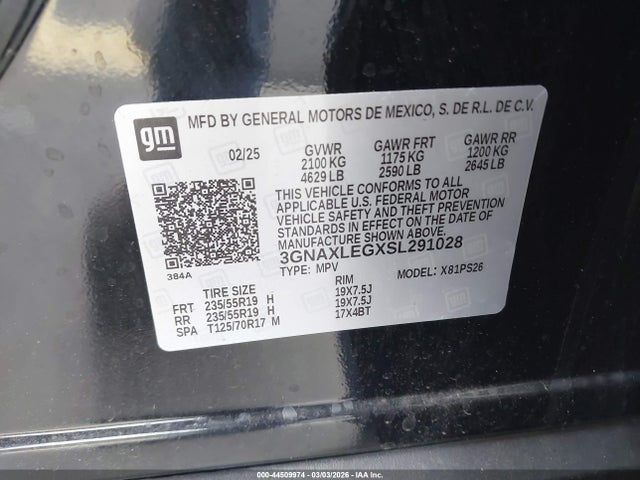 gm
MFD BY GENERAL MOTORS DE MEXICO, S. DE R.L. DE C.V.
02/25 GVWR GAWR FRT GAWR RR
2100 KG 1175 KG 1200 KG
4629 LB 2590 LB 2645 LB
THIS VEHICLE CONFORMS TO ALL
APPLICABLE U.S. FEDERAL MOTOR
VEHICLE SAFETY AND THEFT PREVENTION
STANDARDS IN EFFECT ON THE DATE OF
MANUFACTURE SHOWN ABOVE.
3GNAXLEGXSL291028
384A
TYPE: MPV MODEL: X81PS26
TIRE SIZE RIM
FRT 235/55R19 H 19X7.5J
RR 235/55R19 H 19X7.5J
SPA T125/70R17 M 17X4BT
000-44509974 | 03/03/2026 | IAAI.COM